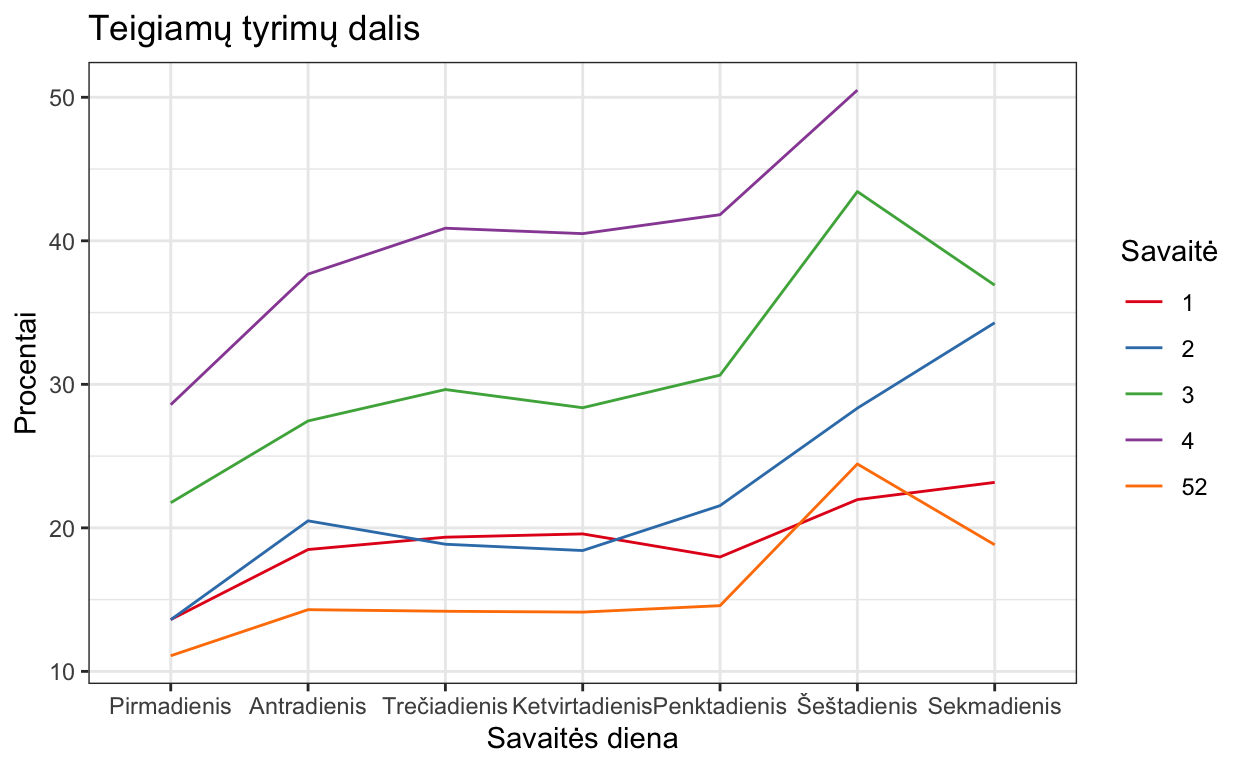 Teigiamų tyrimų dalis
50
40
30
20
10
Procentai
Pirmadienis Antradienis Trečiadienis Ketvirtadienis Penktadienis Šeštadienis Sekmadienis
Savaitės diena
Savaitė
1
2
3
4
52